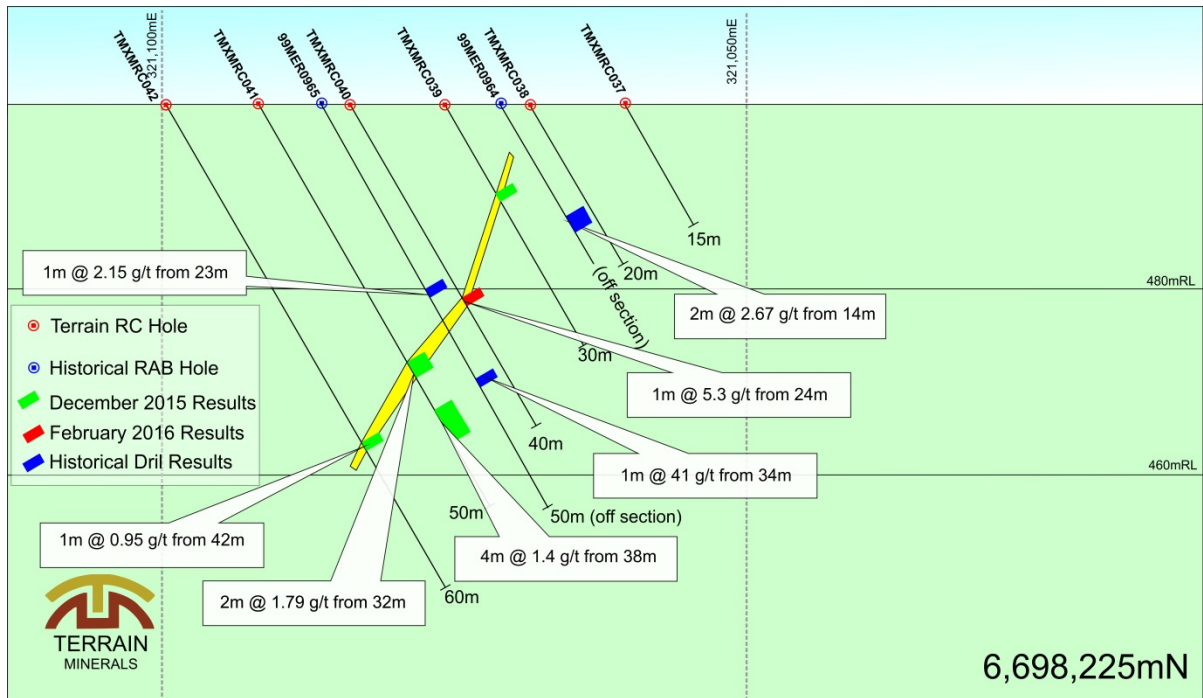 TMXMRC042
321,100mE
TMXMRC041
99MER0965
TMXMRC040
TMXMRC039
99MER0964
TMXMRC038
TMXMRC037
321,050mE
15m
20m
(off section)
1m @ 2.15 g/t from 23m
480mRL
2m @ 2.67 g/t from 14m
Terrain RC Hole
Historical RAB Hole
December 2015 Results
February 2016 Results
Historical Dril Results
30m
1m @ 5.3 g/t from 24m
40m
1m @ 41 g/t from 34m
460mRL
50m
50m (off section)
1m @ 0.95 g/t from 42m
4m @ 1.4 g/t from 38m
2m @ 1.79 g/t from 32m
60m
TERRAIN
MINERALS
6,698,225mN